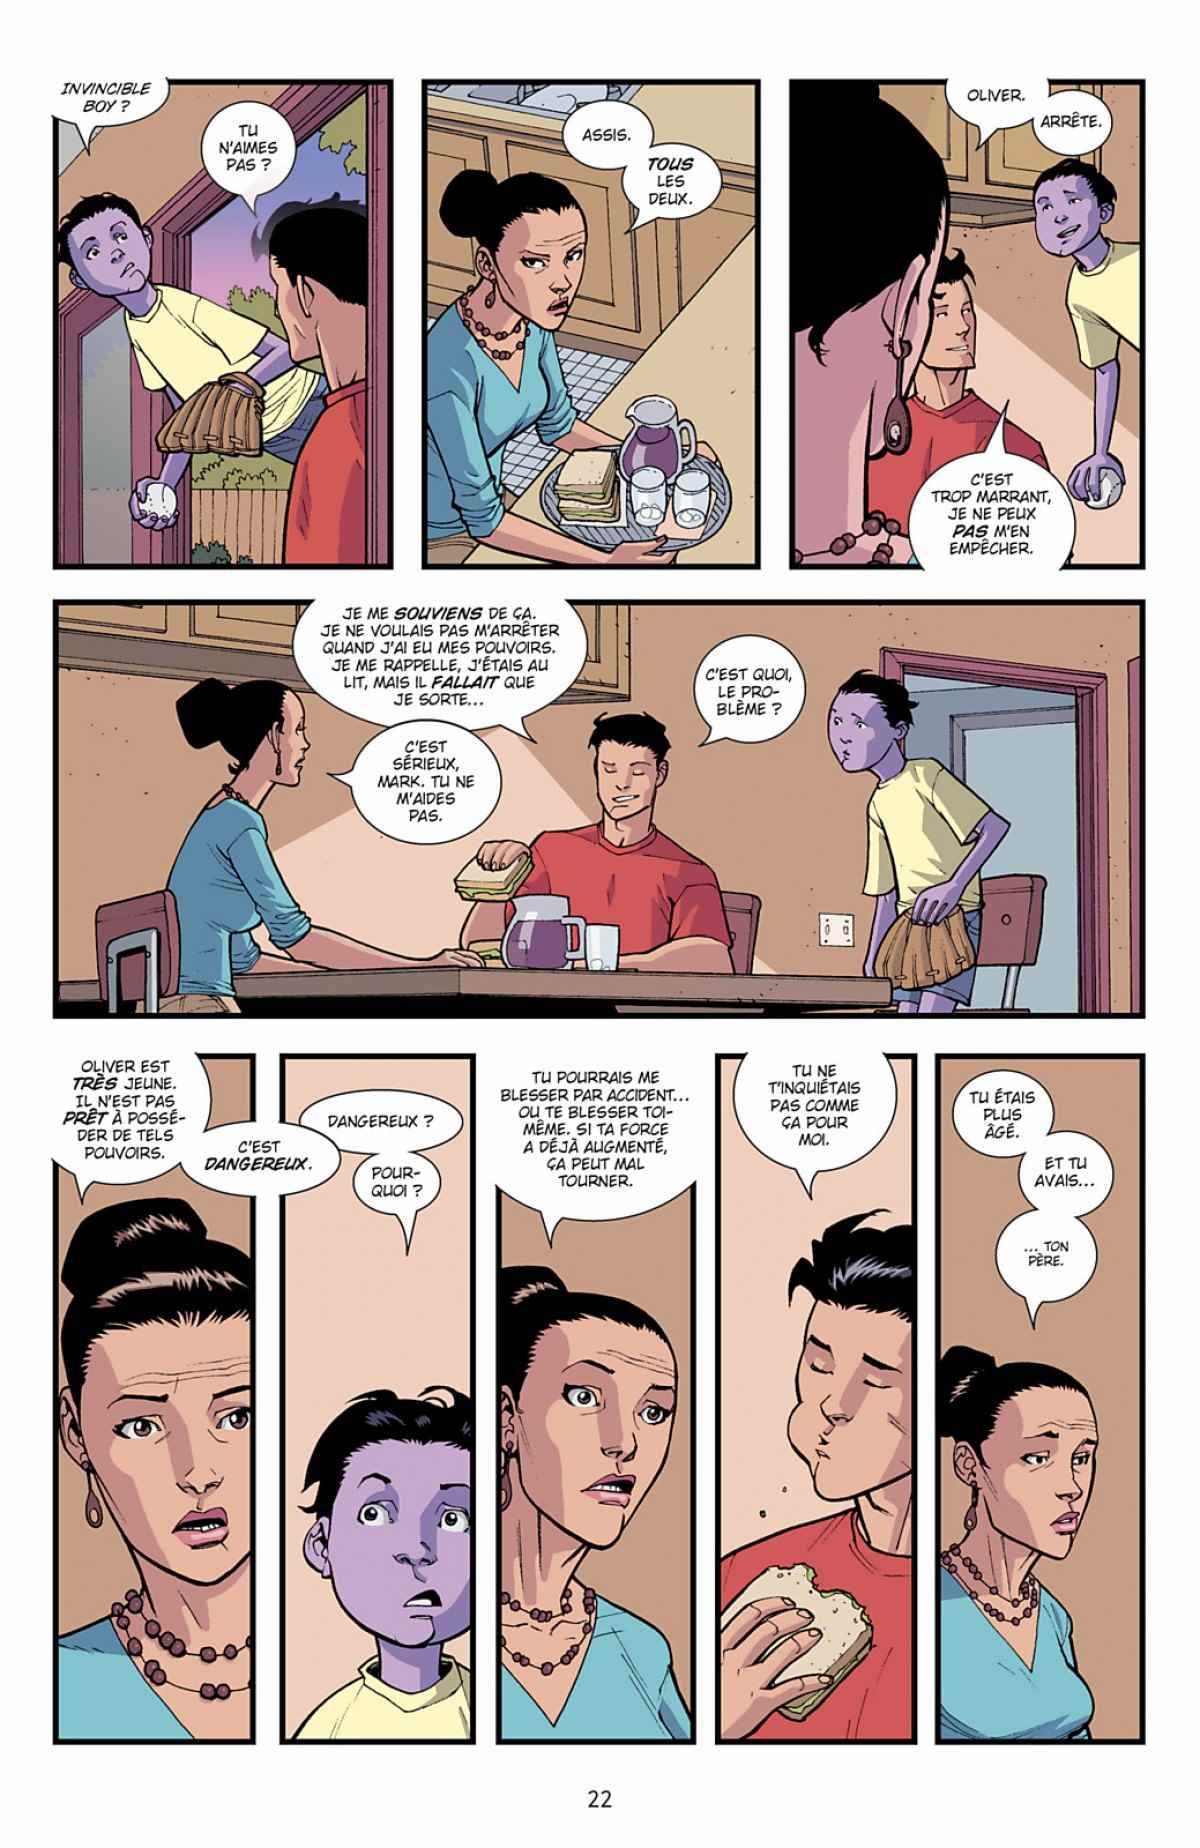 INVINCIBLE
BOY ?
TU
N'AIMES
PAS ?
ASSIS.
TOUS
LES
DEUX.
OLIVER.
ARRÊTE.
C'EST
TROP MARRANT,
JE NE PEUX
PAS M'EN
EMPÊCHER.
JE ME SOUVIENS DE ÇA.
JE NE VOULAIS PAS M'ARRÊTER
QUAND J'AI EU MES POUVOIRS.
JE ME RAPPELLE, J'ÉTAIS AU
LIT, MAIS IL FALLAIT QUE
JE SORTE...
C'EST
SÉRIEUX,
MARK. TU NE
M'AIDES
PAS.
C'EST QUOI,
LE PRO-
BLÈME ?
OLIVER EST
TRÈS JEUNE.
IL N'EST PAS
PRÊT À POSSÉ-
DER DE TELS
POUVOIRS.
C'EST
DANGEREUX.
DANGEREUX ?
POUR-
QUOI ?
TU POURRAIS ME
BLESSER PAR ACCIDENT...
OU TE BLESSER TOI-
MÊME. SI TA FORCE
A DÉJÀ AUGMENTÉ,
ÇA PEUT MAL
TOURNER.
TU NE
T'INQUIÉTAIS
PAS COMME
ÇA POUR
MOI.
TU ÉTAIS
PLUS
ÂGÉ.
ET TU
AVAIS...
... TON
PÈRE.
22